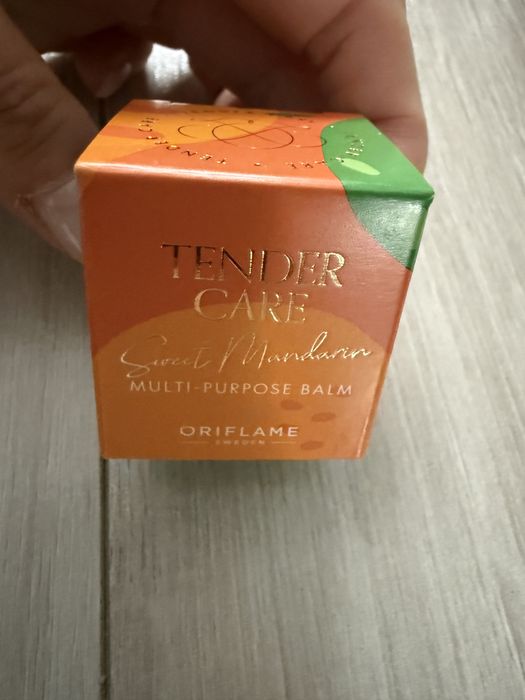 TENDER
CARE
Sweet Mandarin
MULTI-PURPOSE BALM
ORIFLAME
SWEDEN